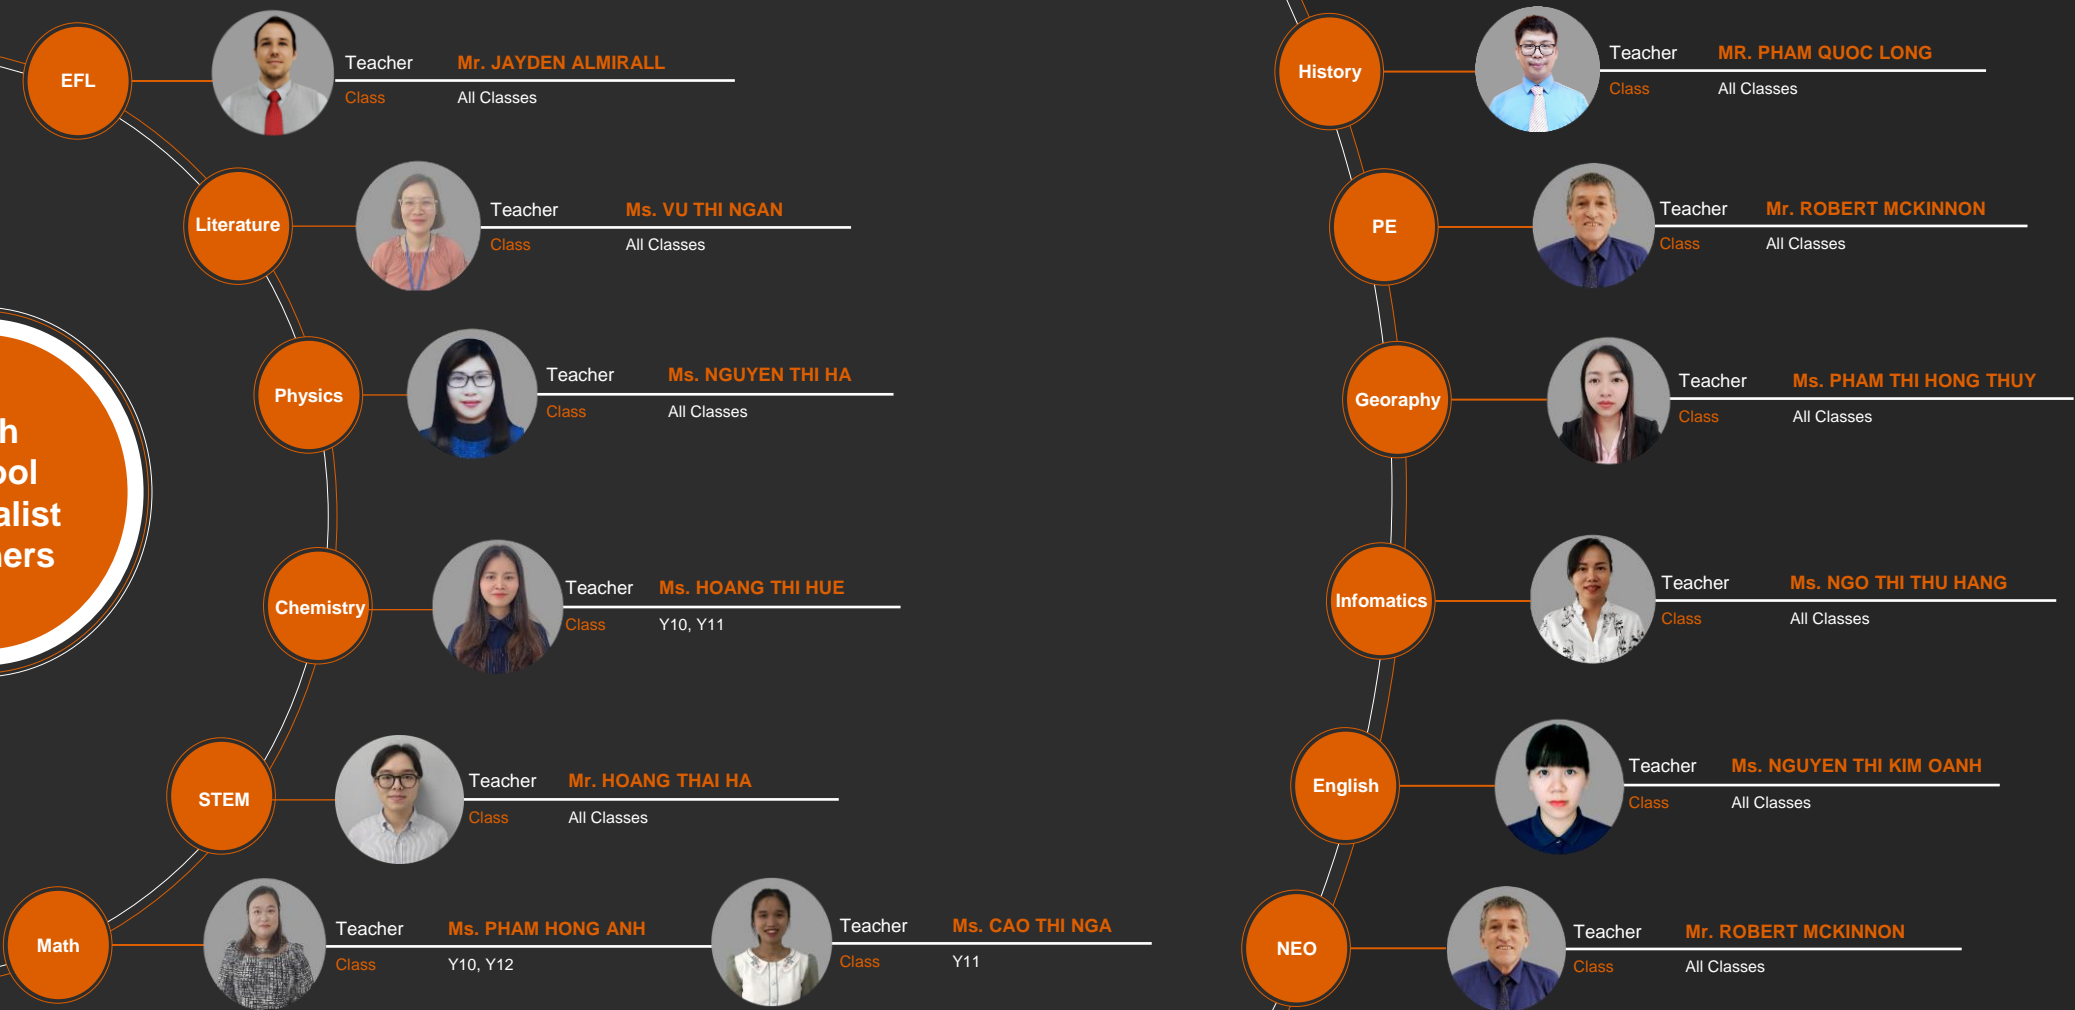 EFL
Teacher Mr. JAYDEN ALMIRALL
Class All Classes
Literature
Teacher Ms. VU THI NGAN
Class All Classes
Physics
Teacher Ms. NGUYEN THI HA
Class All Classes
h
ool
alist
ners
Chemistry
Teacher Ms. HOANG THI HUE
Class Y10, Y11
STEM
Teacher Mr. HOANG THAI HA
Class All Classes
Math
Teacher Ms. PHAM HONG ANH
Class Y10, Y12
Teacher Ms. CAO THI NGA
Class Y11
History
Teacher MR. PHAM QUOC LONG
Class All Classes
PE
Teacher Mr. ROBERT MCKINNON
Class All Classes
Georaphy
Teacher Ms. PHAM THI HONG THUY
Class All Classes
Infomatics
Teacher Ms. NGO THI THU HANG
Class All Classes
English
Teacher Ms. NGUYEN THI KIM OANH
Class All Classes
NEO
Teacher Mr. ROBERT MCKINNON
Class All Classes